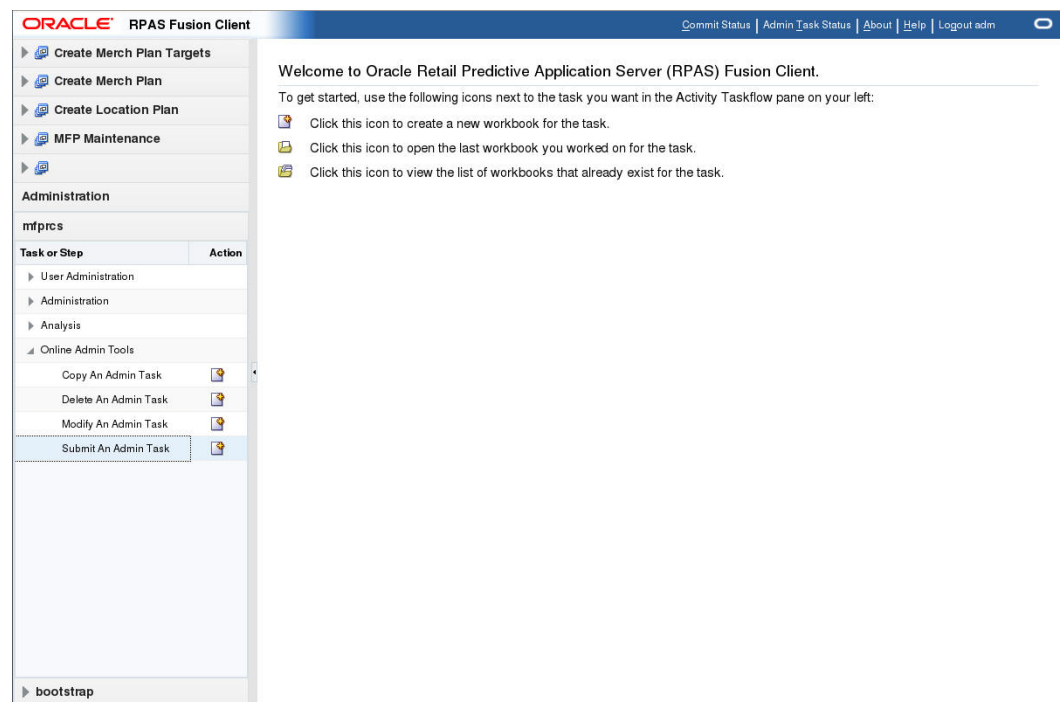 ORACLE RPAS Fusion Client
Commit Status | Admin Task Status | About | Help | Logout adm
Create Merch Plan Targets
Create Merch Plan
Create Location Plan
MFP Maintenance
Administration
mfprcs
Task or Step Action
User Administration
Administration
Analysis
Online Admin Tools
Copy An Admin Task
Delete An Admin Task
Modify An Admin Task
Submit An Admin Task
bootstrap
Welcome to Oracle Retail Predictive Application Server (RPAS) Fusion Client.
To get started, use the following icons next to the task you want in the Activity Taskflow pane on your left:
Click this icon to create a new workbook for the task.
Click this icon to open the last workbook you worked on for the task.
Click this icon to view the list of workbooks that already exist for the task.